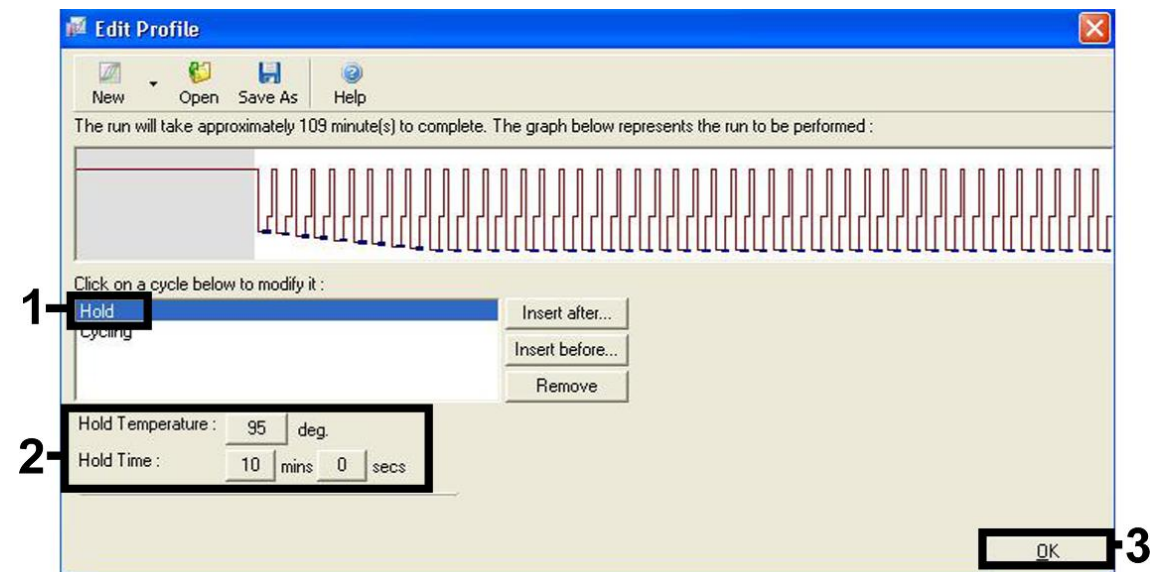 Edit Profile
New Open Save As Help
The run will take approximately 109 minute(s) to complete. The graph below represents the run to be performed :
Click on a cycle below to modify it :
1
Hold
Insert after...
Cycling
Insert before...
Remove
2
Hold Temperature : 95 deg.
Hold Time : 10 mins 0 secs
OK
3